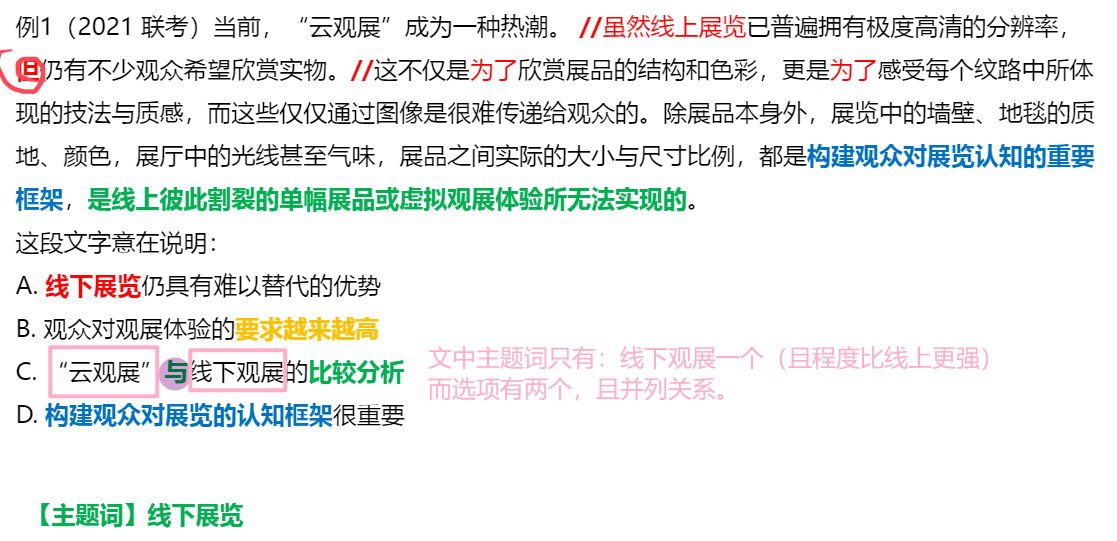 例1（2021 联考）当前，“云观展”成为一种热潮。 //虽然线上展览已普遍拥有极度高清的分辨率，
但仍有不少观众希望欣赏实物。//这不仅是为了欣赏展品的结构和色彩，更是为了感受每个纹路中所体
现的技法与质感，而这些仅仅通过图像是很难传递给观众的。除展品本身外，展览中的墙壁、地毯的质
地、颜色，展厅中的光线甚至气味，展品之间实际的大小与尺寸比例，都是构建观众对展览认知的重要
框架，是线上彼此割裂的单幅展品或虚拟观展体验所无法实现的。
这段文字意在说明：
A. 线下展览仍具有难以替代的优势
B. 观众对观展体验的要求越来越高
C. “云观展”与线下观展的比较分析
文中主题词只有：线下观展一个（且程度比线上更强）
而选项有两个，且并列关系。
D. 构建观众对展览的认知框架很重要
【主题词】线下展览